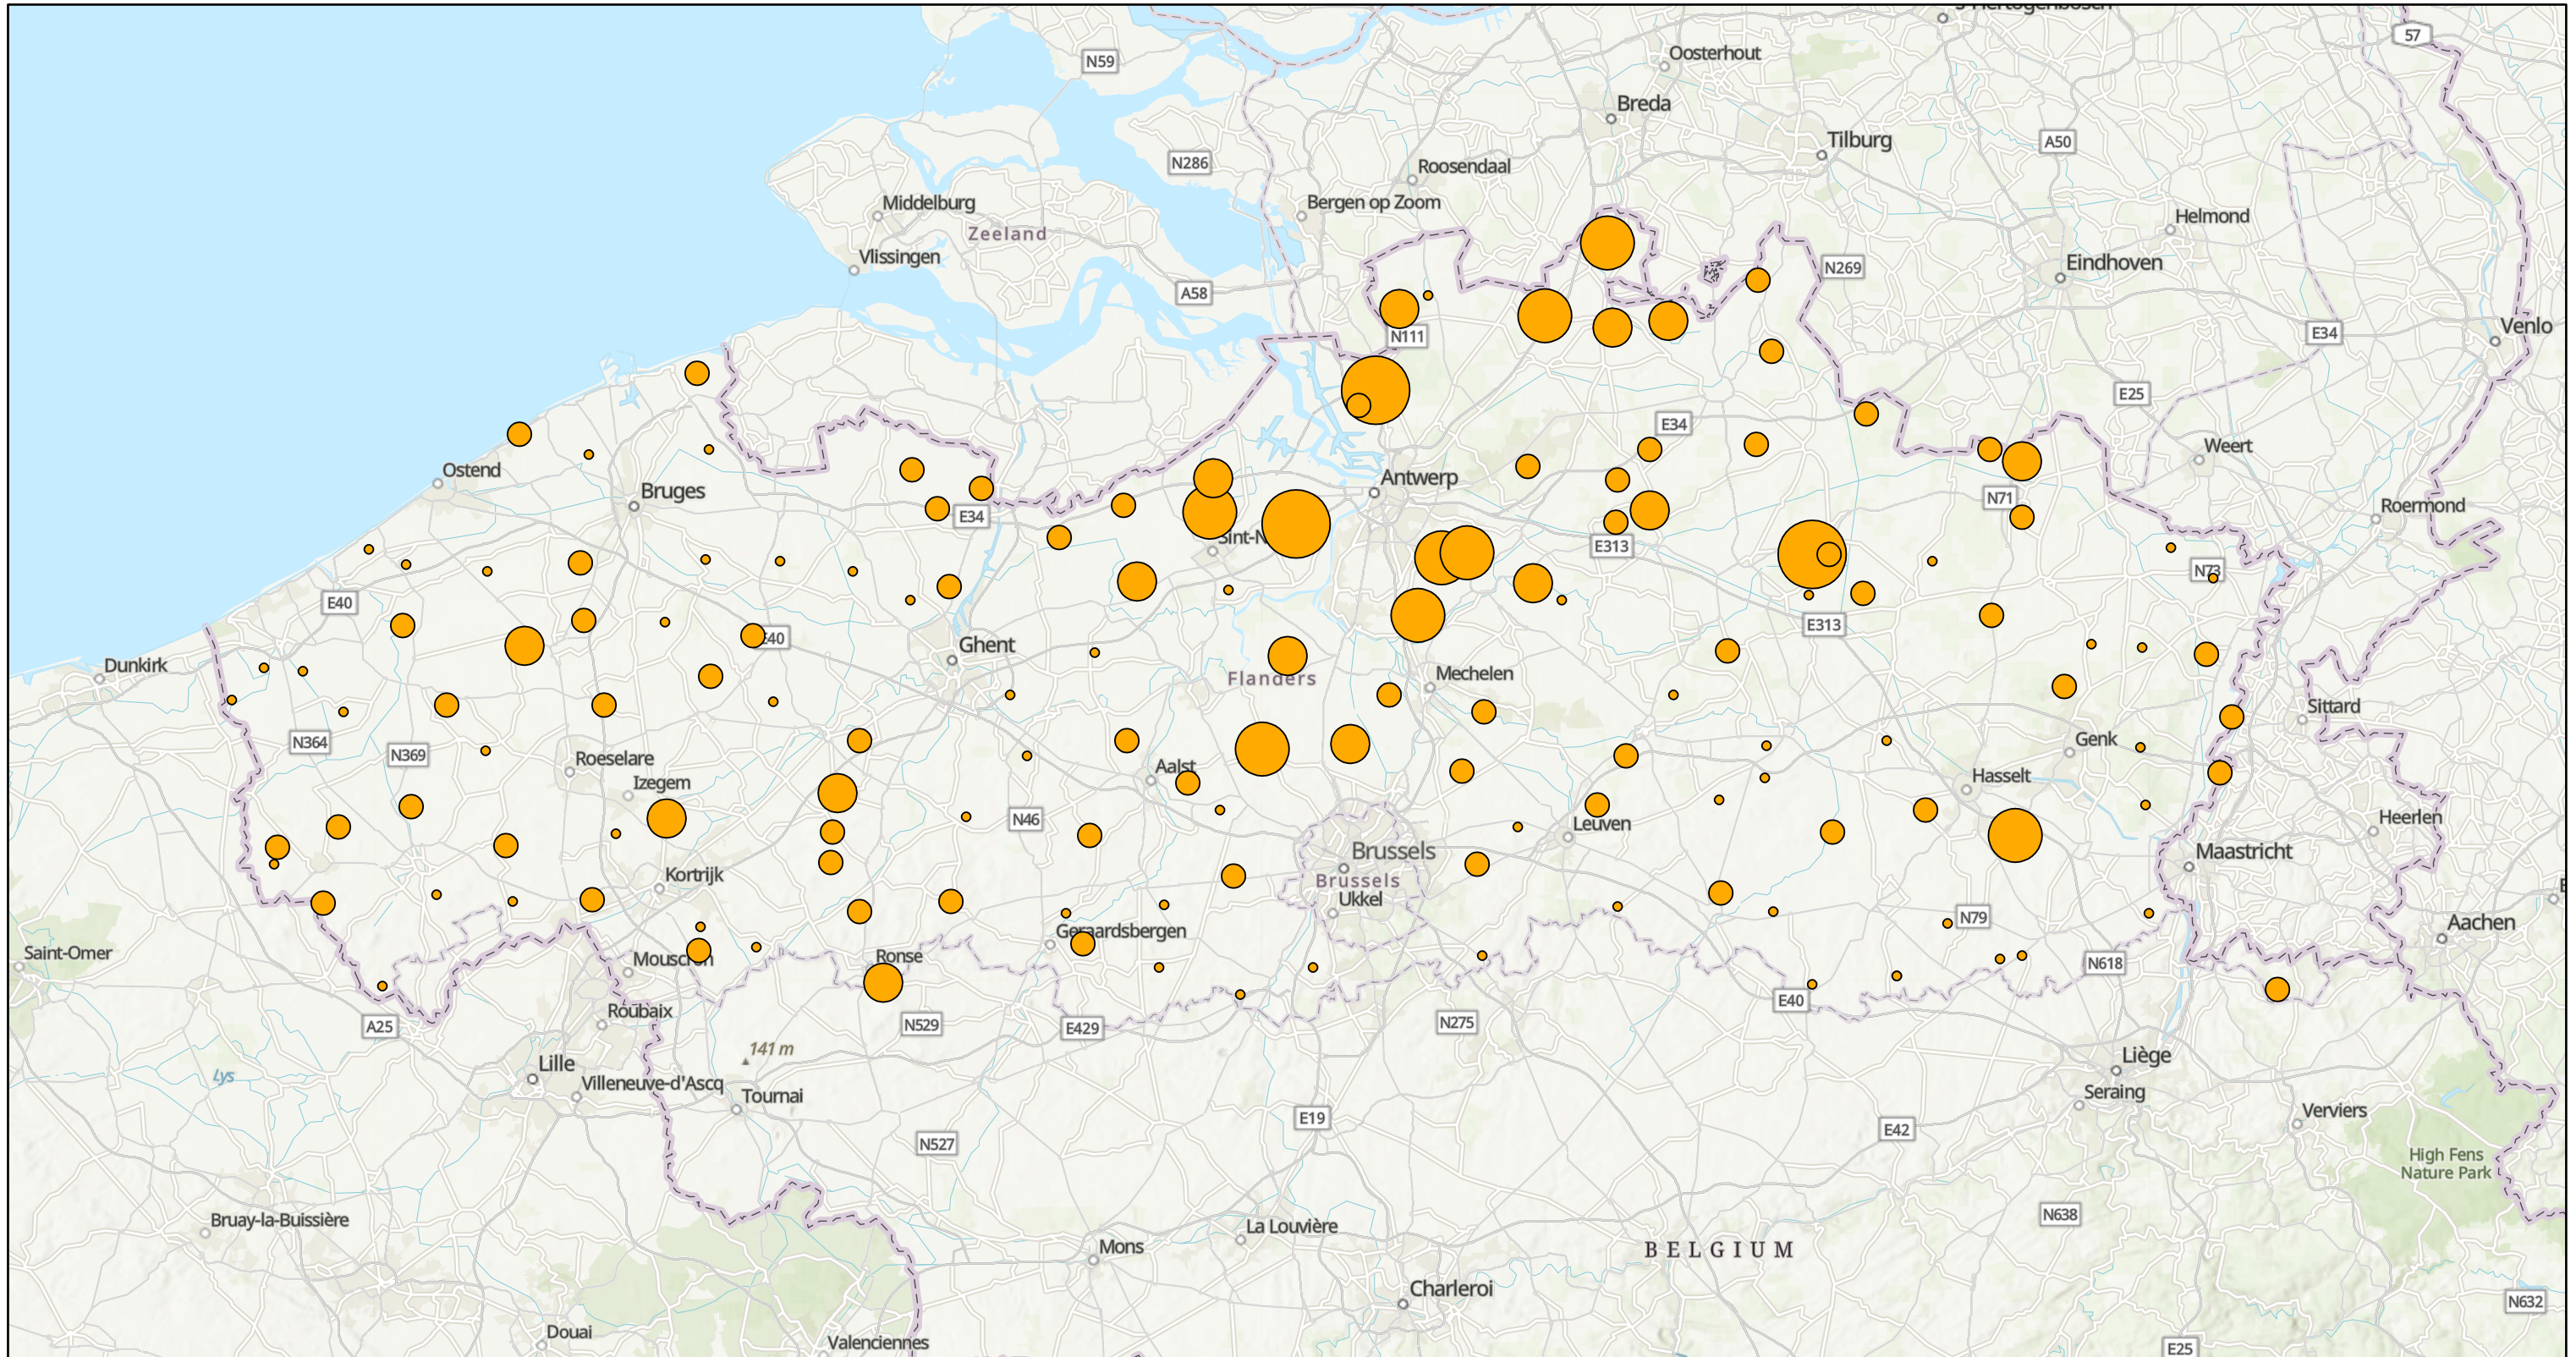 57
Oosterhout
N59
Breda
Tilburg
A50
N286
Roosendaal
Middelburg
Bergen op Zoom
Helmond
Zeeland
Vlissingen
Eindhoven
N269
A58
Venlo
E34
N111
E25
E34
Weert
Ostend
Antwerp
Bruges
N71
Roermond
E34
Sint-N
E313
N73
E40
E313
E40
Ghent
Dunkirk
Mechelen
Flanders
Sittard
N364
Genk
N369
Roeselare
Aalst
Hasselt
Izegem
N46
Heerlen
Leuven
Brussels
Maastricht
Kortrijk
Brussels
Ukkel
N79
Aachen
Geraardsbergen
Saint-Omer
Ronse
Mouscron
N618
E40
Roubaix
A25
N529
E429
N275
141 m
Liège
Lille
Lys
Villeneuve-d'Ascq
Seraing
Tournai
Verviers
E19
E42
N527
High Fens
Nature Park
N638
Bruay-la-Buissière
La Louvière
Mons
BELGIUM
Charleroi
N632
Douai
Valenciennes
E25